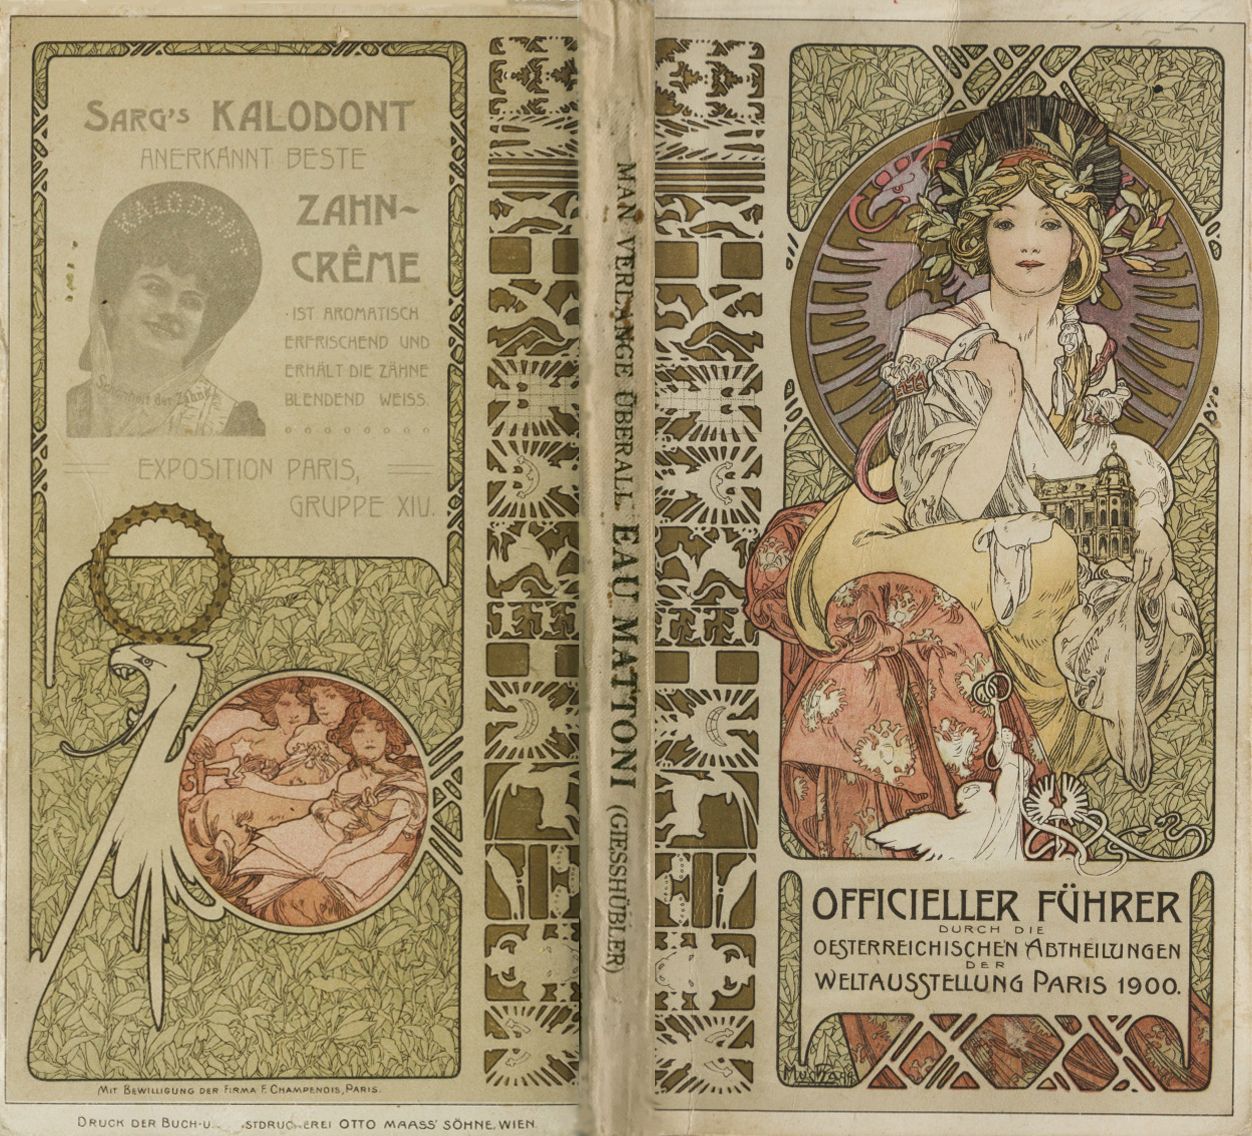 SARG'S KALODONT
ANERKANNT BESTE
KALODONT
ZAHN~
CRÊME
IST AROMATISCH
ERFRISCHEND UND
ERHÄLT DIE ZÄHNE
BLENDEND WEISS.
Schönheit der Zähne
EXPOSITION PARIS,
GRUPPE XIV.
MIT BEWILLIGUNG DER FIRMA F. CHAMPENOIS, PARIS.
DRUCK DER BUCH-U. OTTO MAASS' SÖHNE, WIEN.
MAN VERLANGE ÜBERALL EAU MATTONI (GIESSHÜBLER)
OFFICIELLER FÜHRER
DURCH DIE
OESTERREICHISCHEN ABTHEILUNGEN
DER
WELTAUSSTELLUNG PARIS 1900.
Mucha